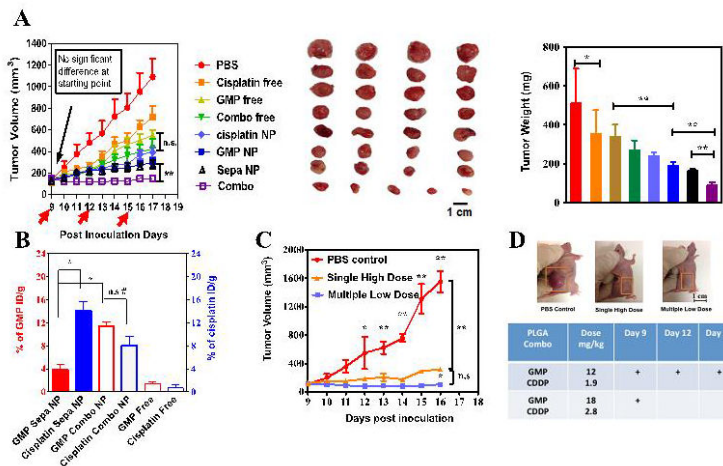 A
Tumor Volume (mm³)
1400
1200
1000
800
600
400
200
0
No significant
difference at
starting point
n.s.
**
9 10 11 12 13 14 15 16 17 18 19
Post Inoculation Days
PBS
Cisplatin free
GMP free
Combo free
cisplatin NP
GMP NP
Sepa NP
Combo
1 cm
Tumor Weight (mg)
800
600
400
200
0
*
**
**
**
B
% of GMP ID/g
24
20
16
12
8
4
0
*
*
n.s #
24
20
16
12
8
4
0
% of cisplatin ID/g
GMP Sepa NP
Cisplatin Sepa NP
GMP Combo NP
Cisplatin Combo NP
GMP Free
Cisplatin Free
C
Tumor Volume (mm³)
2000
1600
1200
800
400
0
PBS control
Single High Dose
Multiple Low Dose
*
**
**
**
**
**
*
n.s
9 10 11 12 13 14 15 16 17 18
Days post inoculation
D
1 cm
PBS Control
Single High Dose
Multiple Low Dose
PLGA Combo
Dose mg/kg
Day 9
Day 12
Day
GMP 12 + + +
CDDP 1.9
GMP 18 +
CDDP 2.8